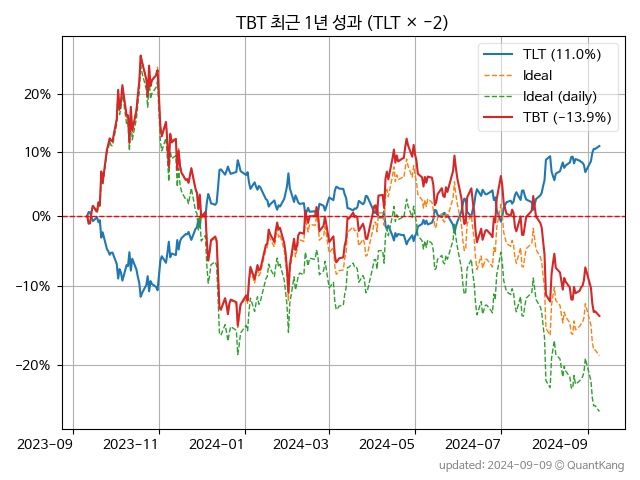 TBT 최근 1년 성과 (TLT × −2)
TLT (11.0%)
Ideal
Ideal (daily)
TBT (−13.9%)
20%
10%
0%
−10%
−20%
2023-09
2023-11
2024-01
2024-03
2024-05
2024-07
2024-09
updated: 2024-09-09 © QuantKang